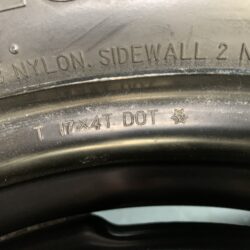 NYLON. SIDEWALL 2 N
T 17×4T DOT